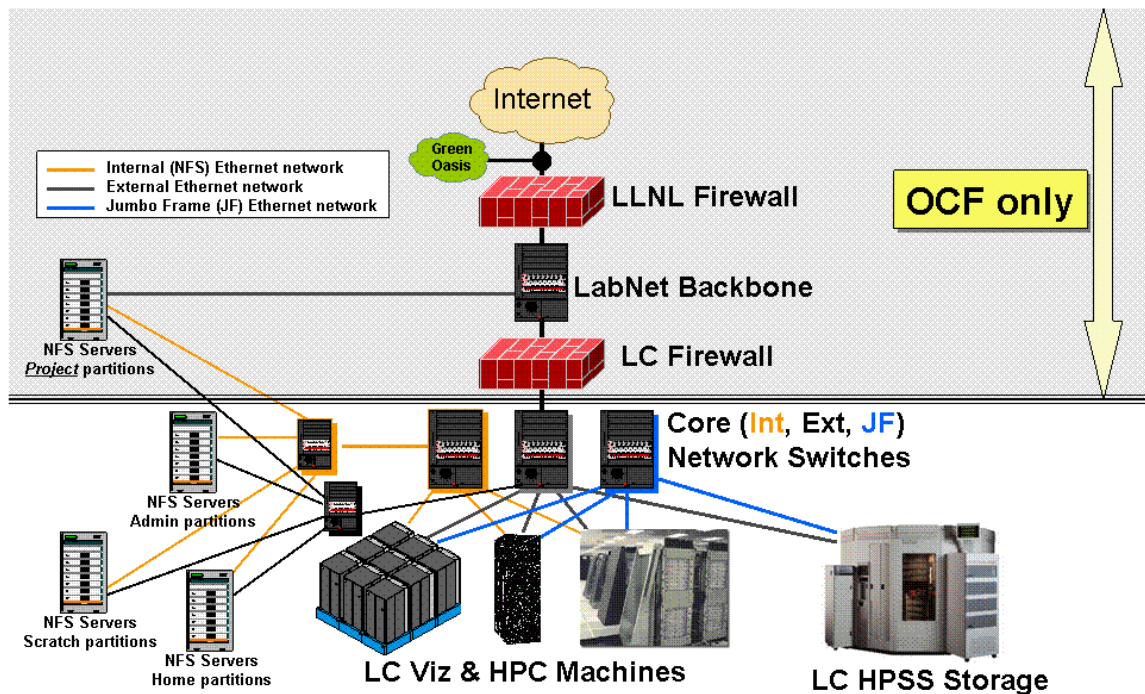 Internet
Green
Oasis
Internal (NFS) Ethernet network
External Ethernet network
Jumbo Frame (JF) Ethernet network
LLNL Firewall
OCF only
LabNet Backbone
NFS Servers
Project partitions
LC Firewall
Core (Int, Ext, JF)
Network Switches
NFS Servers
Admin partitions
NFS Servers
Scratch partitions
NFS Servers
Home partitions
LC Viz & HPC Machines
LC HPSS Storage